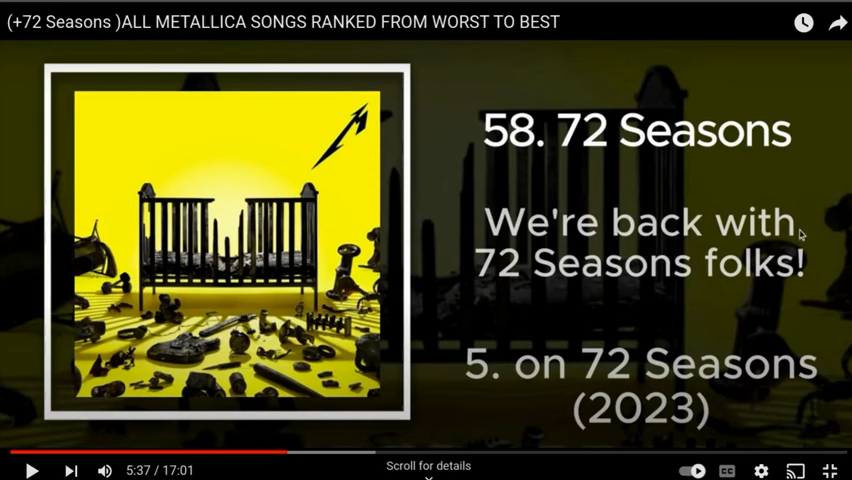 (+72 Seasons )ALL METALLICA SONGS RANKED FROM WORST TO BEST
58. 72 Seasons
We're back with
72 Seasons folks!
5. on 72 Seasons
(2023)
5:37 / 17:01
Scroll for details